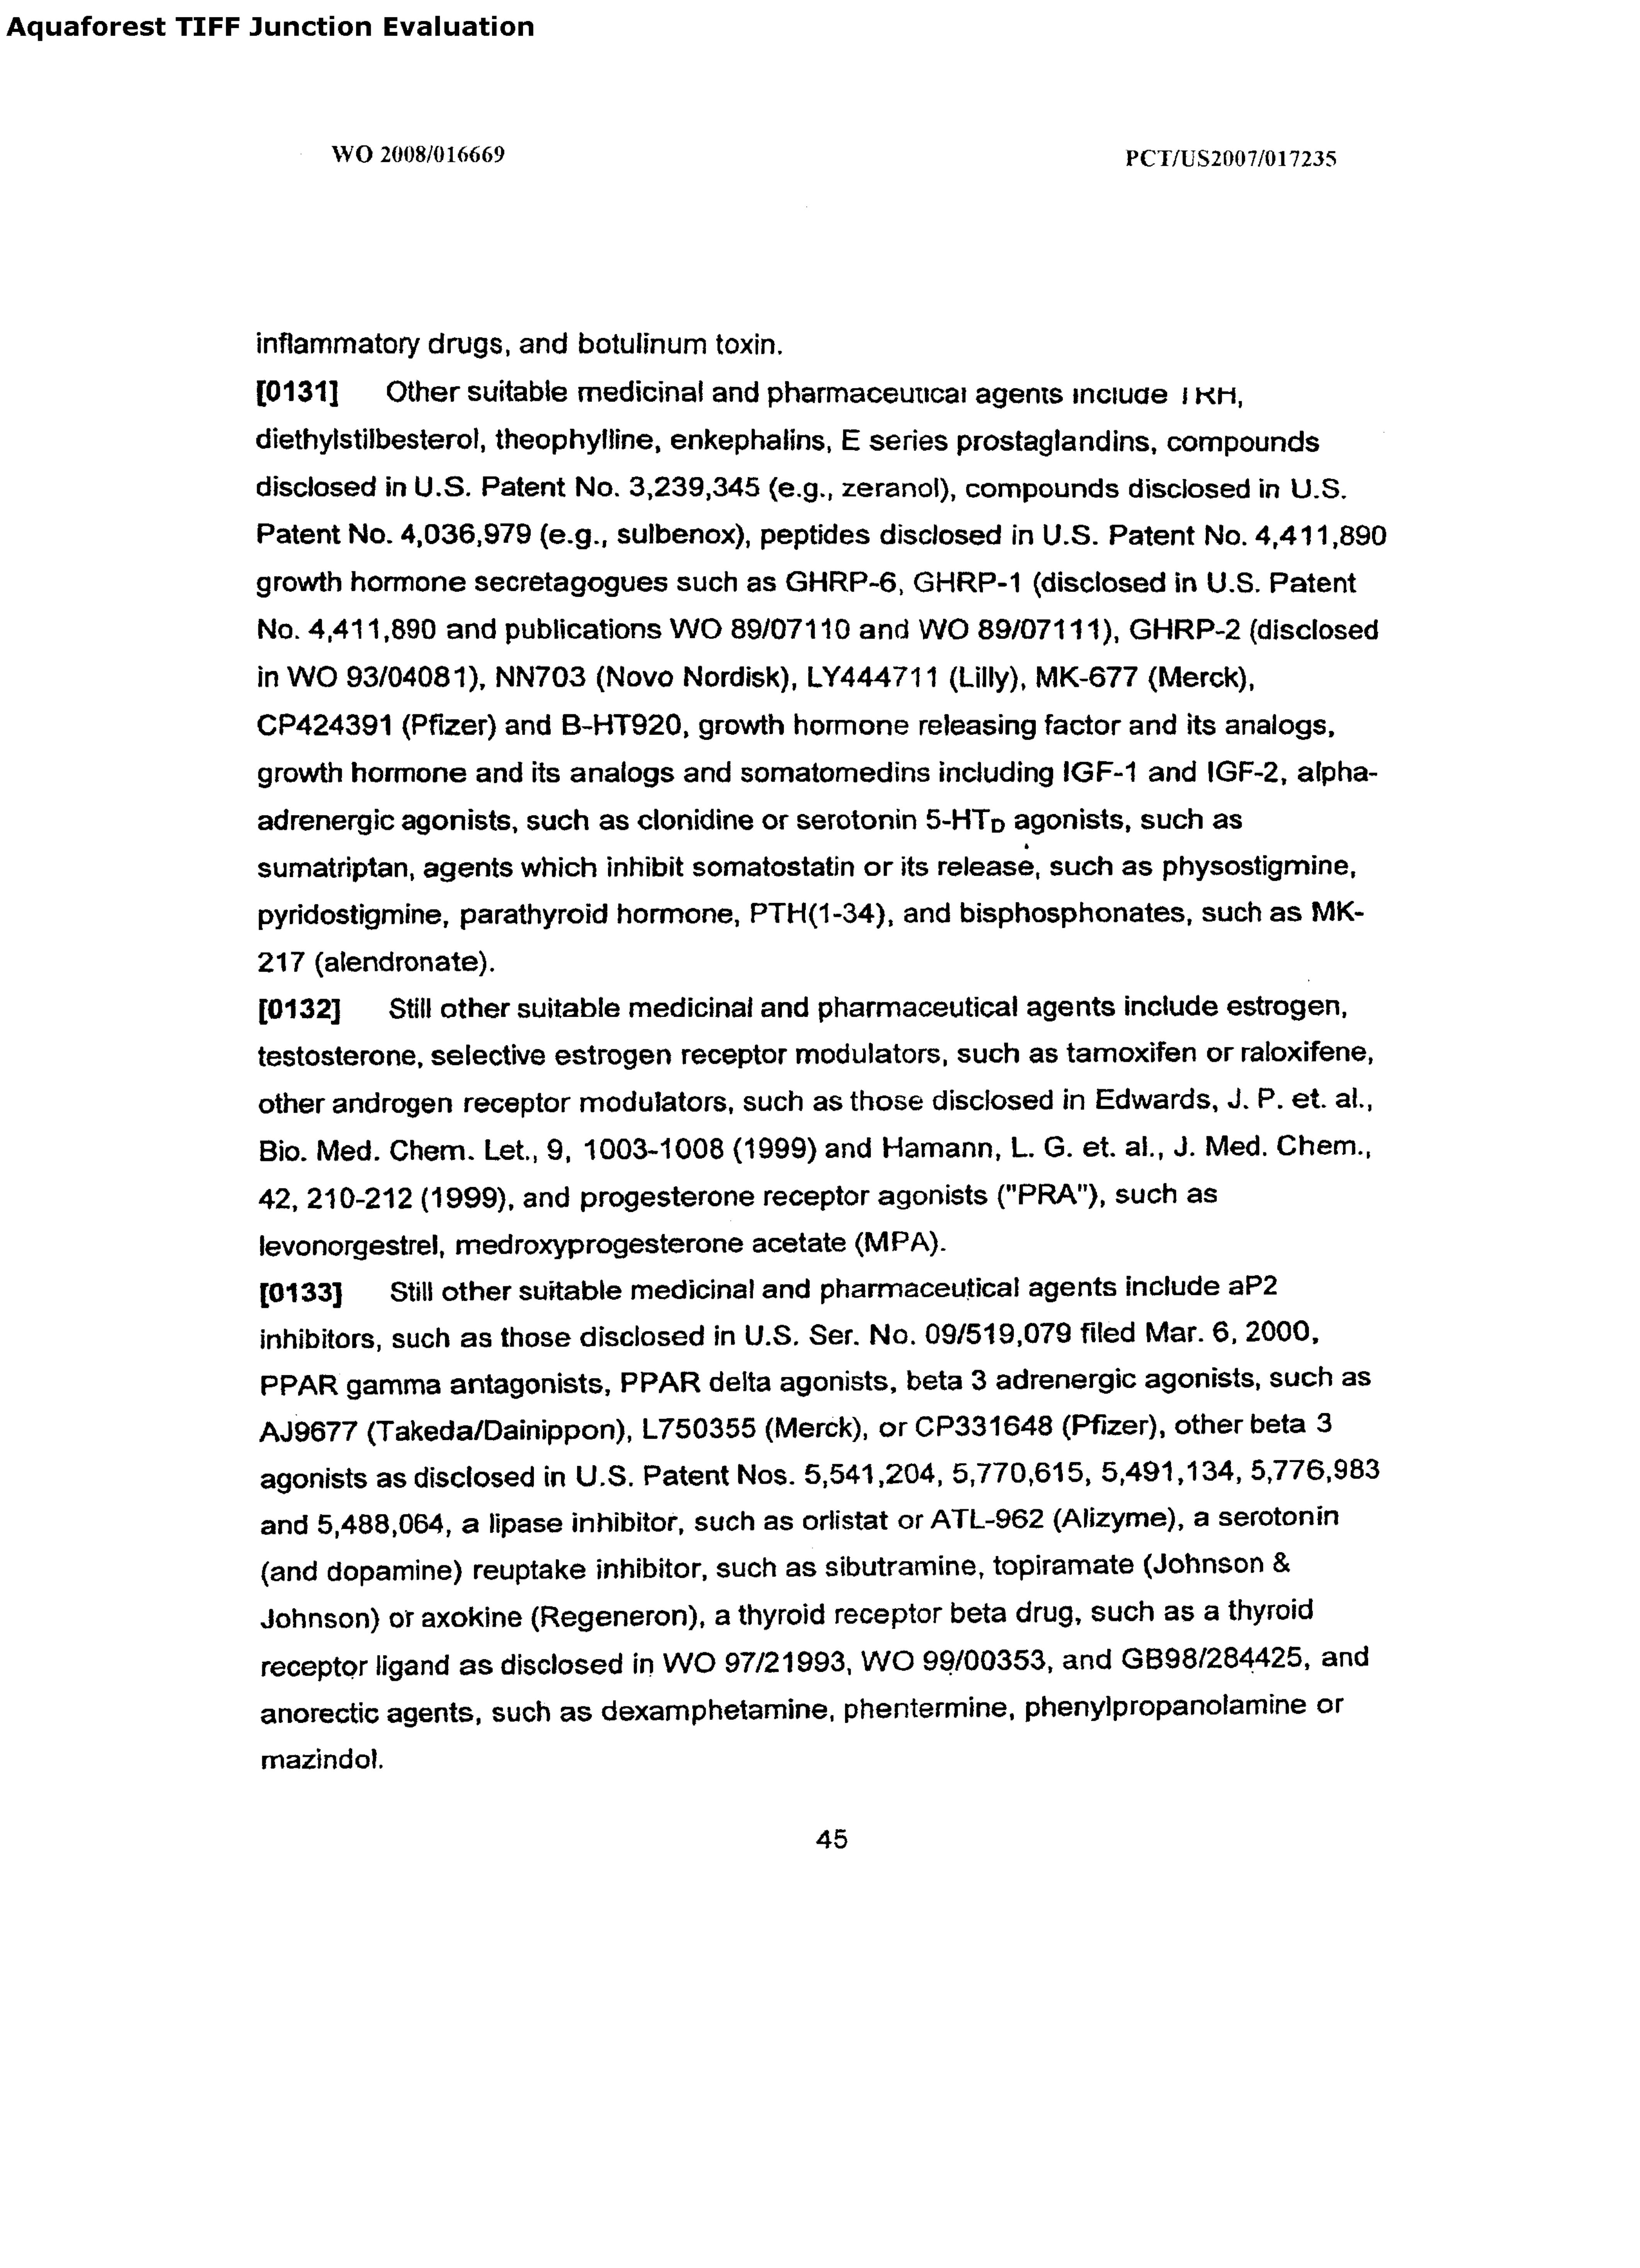 Aquaforest TIFF Junction Evaluation
WO 2008/016669 PCT/US2007/017235
inflammatory drugs, and botulinum toxin.
[0131] Other suitable medicinal and pharmaceutical agents include TRH,
diethylstilbesterol, theophylline, enkephalins, E series prostaglandins, compounds
disclosed in U.S. Patent No. 3,239,345 (e.g., zeranol), compounds disclosed in U.S.
Patent No. 4,036,979 (e.g., sulbenox), peptides disclosed in U.S. Patent No. 4,411,890
growth hormone secretagogues such as GHRP-6, GHRP-1 (disclosed in U.S. Patent
No. 4,411,890 and publications WO 89/07110 and WO 89/07111), GHRP-2 (disclosed
in WO 93/04081), NN703 (Novo Nordisk), LY444711 (Lilly), MK-677 (Merck),
CP424391 (Pfizer) and B-HT920, growth hormone releasing factor and its analogs,
growth hormone and its analogs and somatomedins including IGF-1 and IGF-2, alpha-
adrenergic agonists, such as clonidine or serotonin 5-HTD agonists, such as
sumatriptan, agents which inhibit somatostatin or its release, such as physostigmine,
pyridostigmine, parathyroid hormone, PTH(1-34), and bisphosphonates, such as MK-
217 (alendronate).
[0132] Still other suitable medicinal and pharmaceutical agents include estrogen,
testosterone, selective estrogen receptor modulators, such as tamoxifen or raloxifene,
other androgen receptor modulators, such as those disclosed in Edwards, J. P. et. al.,
Bio. Med. Chem. Let., 9, 1003-1008 (1999) and Hamann, L. G. et. al., J. Med. Chem.,
42, 210-212 (1999), and progesterone receptor agonists ("PRA"), such as
levonorgestrel, medroxyprogesterone acetate (MPA).
[0133] Still other suitable medicinal and pharmaceutical agents include aP2
inhibitors, such as those disclosed in U.S. Ser. No. 09/519,079 filed Mar. 6, 2000,
PPAR gamma antagonists, PPAR delta agonists, beta 3 adrenergic agonists, such as
AJ9677 (Takeda/Dainippon), L750355 (Merck), or CP331648 (Pfizer), other beta 3
agonists as disclosed in U.S. Patent Nos. 5,541,204, 5,770,615, 5,491,134, 5,776,983
and 5,488,064, a lipase inhibitor, such as orlistat or ATL-962 (Alizyme), a serotonin
(and dopamine) reuptake inhibitor, such as sibutramine, topiramate (Johnson &
Johnson) or axokine (Regeneron), a thyroid receptor beta drug, such as a thyroid
receptor ligand as disclosed in WO 97/21993, WO 99/00353, and GB98/284425, and
anorectic agents, such as dexamphetamine, phentermine, phenylpropanolamine or
mazindol.
45